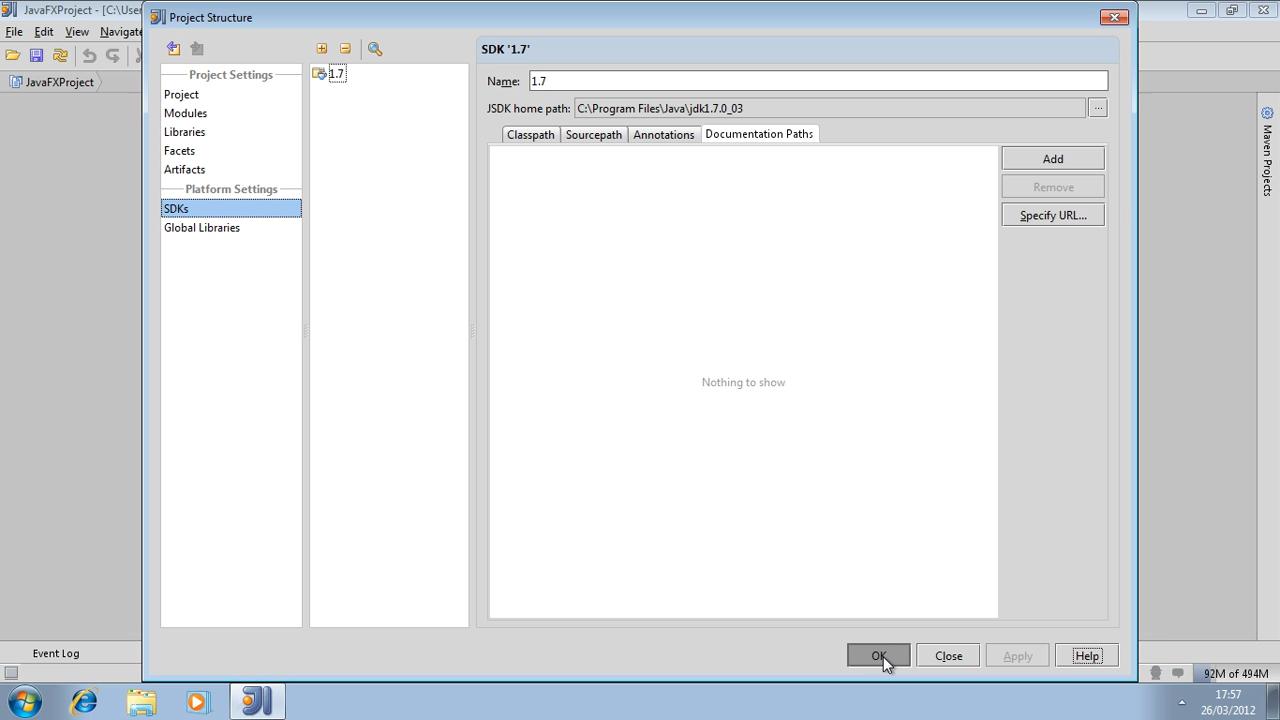 JavaFXProject - [C:\User
Project Structure
File Edit View Navigate
JavaFXProject
Project Settings
Project
Modules
Libraries
Facets
Artifacts
Platform Settings
SDKs
Global Libraries
1.7
SDK '1.7'
Name: 1.7
JSDK home path: C:\Program Files\Java\jdk1.7.0_03 ...
Classpath Sourcepath Annotations Documentation Paths
Add
Remove
Specify URL...
Nothing to show
OK Close Apply Help
Maven Projects
Event Log
92M of 494M
17:57
26/03/2012